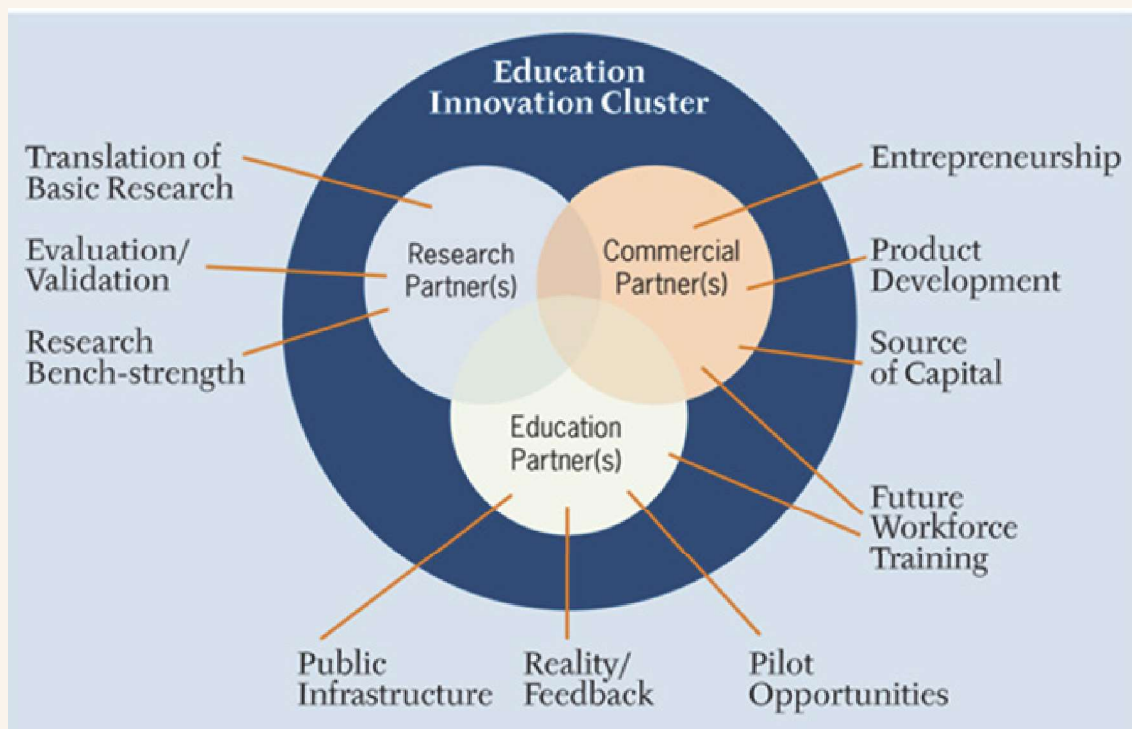 Education
Innovation Cluster
Translation of
Basic Research
Evaluation/
Validation
Research
Bench-strength
Research
Partner(s)
Commercial
Partner(s)
Education
Partner(s)
Entrepreneurship
Product
Development
Source
of Capital
Future
Workforce
Training
Public
Infrastructure
Reality/
Feedback
Pilot
Opportunities